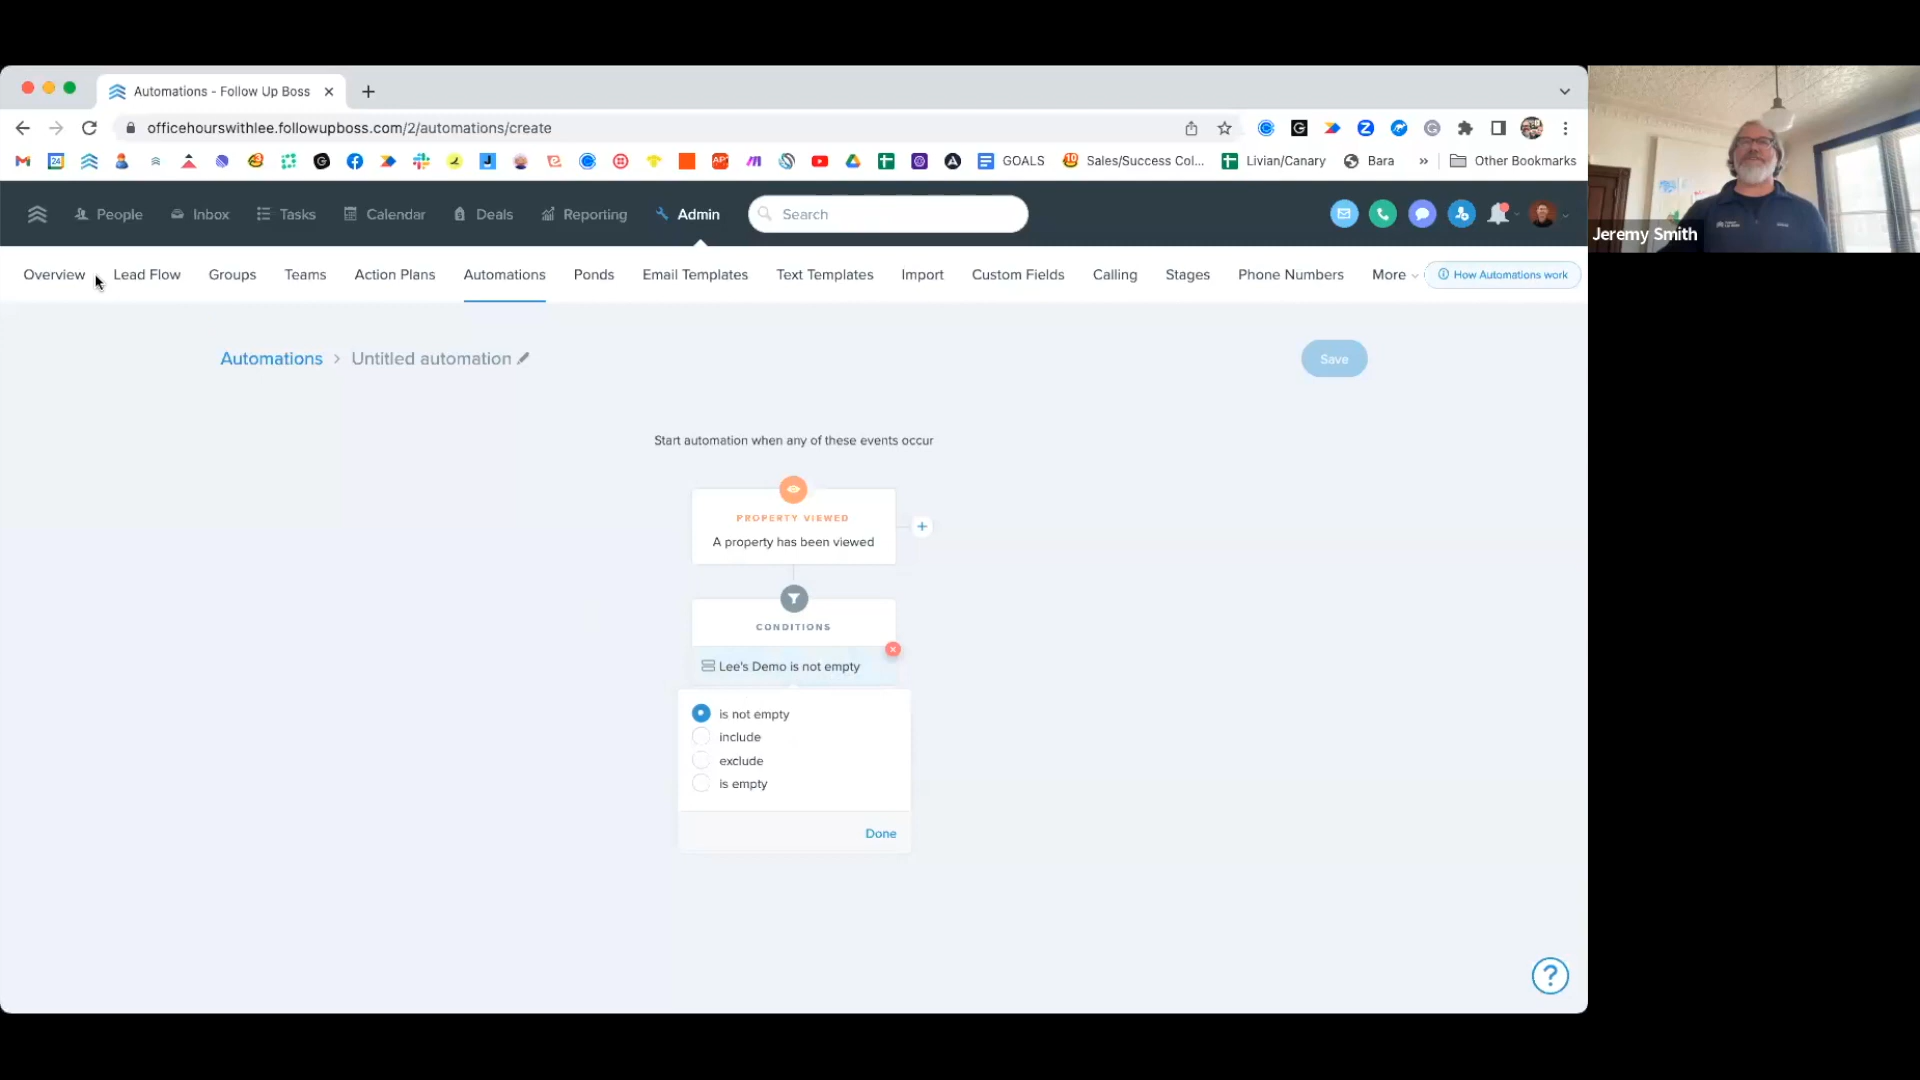 Automations - Follow Up Boss
officehourswithlee.followupboss.com/2/automations/create
GOALS
Sales/Success Col...
Livian/Canary
Bara
Other Bookmarks
People
Inbox
Tasks
Calendar
Deals
Reporting
Admin
Search
Jeremy Smith
Overview
Lead Flow
Groups
Teams
Action Plans
Automations
Ponds
Email Templates
Text Templates
Import
Custom Fields
Calling
Stages
Phone Numbers
More
How Automations work
Automations > Untitled automation
Save
Start automation when any of these events occur
PROPERTY VIEWED
A property has been viewed
CONDITIONS
Lee's Demo is not empty
is not empty
include
exclude
is empty
Done